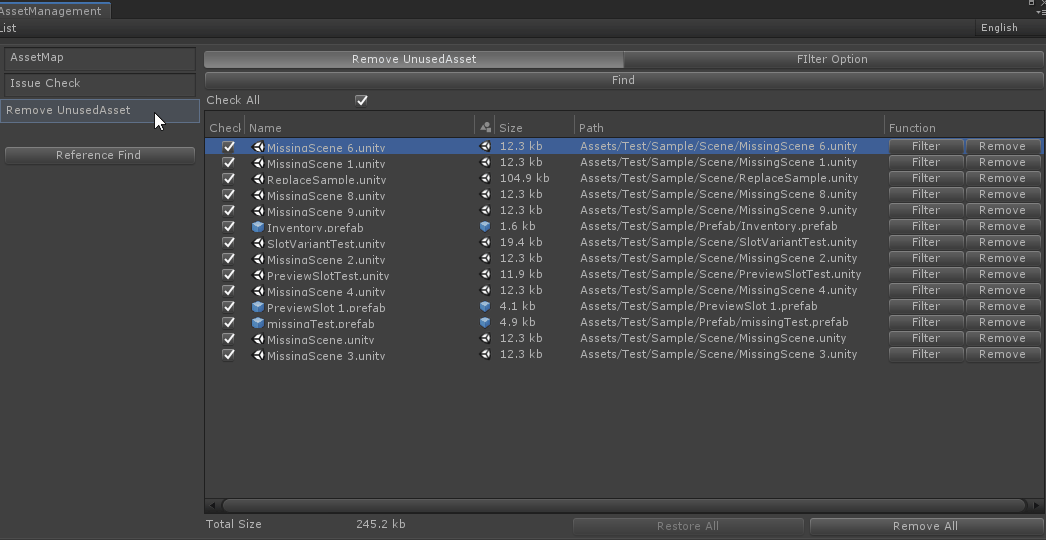 AssetManagement
List English
AssetMap
Issue Check
Remove UnusedAsset
Reference Find
Remove UnusedAsset FIlter Option
Find
Check All
Check Name Size Path Function
MissingScene 6.unity 12.3 kb Assets/Test/Sample/Scene/MissingScene 6.unity Filter Remove
MissingScene 1.unity 12.3 kb Assets/Test/Sample/Scene/MissingScene 1.unity Filter Remove
ReplaceSample.unity 104.9 kb Assets/Test/Sample/Scene/ReplaceSample.unity Filter Remove
MissingScene 8.unity 12.3 kb Assets/Test/Sample/Scene/MissingScene 8.unity Filter Remove
MissingScene 9.unity 12.3 kb Assets/Test/Sample/Scene/MissingScene 9.unity Filter Remove
Inventory.prefab 1.6 kb Assets/Test/Sample/Prefab/Inventory.prefab Filter Remove
SlotVariantTest.unity 19.4 kb Assets/Test/Sample/Scene/SlotVariantTest.unity Filter Remove
MissingScene 2.unity 12.3 kb Assets/Test/Sample/Scene/MissingScene 2.unity Filter Remove
PreviewSlotTest.unity 11.9 kb Assets/Test/Sample/Scene/PreviewSlotTest.unity Filter Remove
MissingScene 4.unity 12.3 kb Assets/Test/Sample/Scene/MissingScene 4.unity Filter Remove
PreviewSlot 1.prefab 4.1 kb Assets/Test/Sample/PreviewSlot 1.prefab Filter Remove
missingTest.prefab 4.9 kb Assets/Test/Sample/Prefab/missingTest.prefab Filter Remove
MissingScene.unity 12.3 kb Assets/Test/Sample/Scene/MissingScene.unity Filter Remove
MissingScene 3.unity 12.3 kb Assets/Test/Sample/Scene/MissingScene 3.unity Filter Remove
Total Size 245.2 kb Restore All Remove All